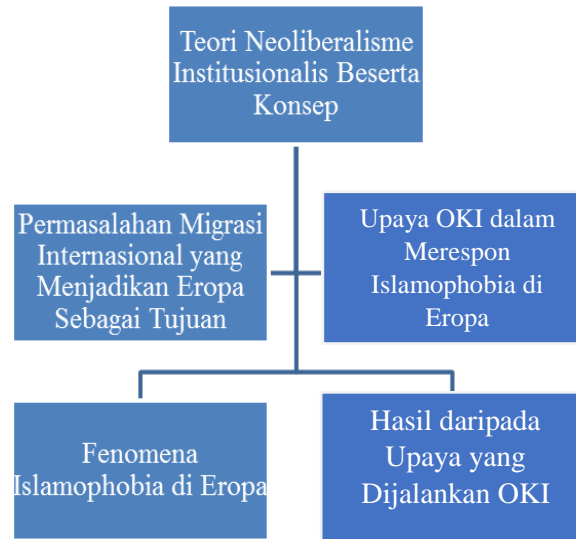 Teori Neoliberalisme
Institusionalis Beserta
Konsep
Permasalahan Migrasi
Internasional yang
Menjadikan Eropa
Sebagai Tujuan
Upaya OKI dalam
Merespon
Islamophobia di
Eropa
Fenomena
Islamophobia di Eropa
Hasil daripada
Upaya yang
Dijalankan OKI